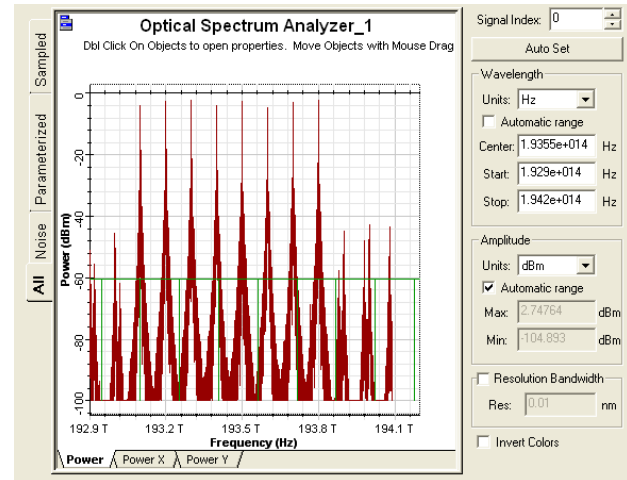 Optical Spectrum Analyzer_1
Dbl Click On Objects to open properties. Move Objects with Mouse Drag
Sampled
Parameterized
Noise
All
Power (dBm)
0
-20
-40
-60
-80
-100
192.9 T
193.2 T
193.5 T
193.8 T
194.1 T
Frequency (Hz)
Power
Power X
Power Y
Signal Index: 0
Auto Set
Wavelength
Units: Hz
Automatic range
Center: 1.9355e+014 Hz
Start: 1.929e+014 Hz
Stop: 1.942e+014 Hz
Amplitude
Units: dBm
Automatic range
Max: 2.74764 dBm
Min: -104.893 dBm
Resolution Bandwidth
Res: 0.01 nm
Invert Colors